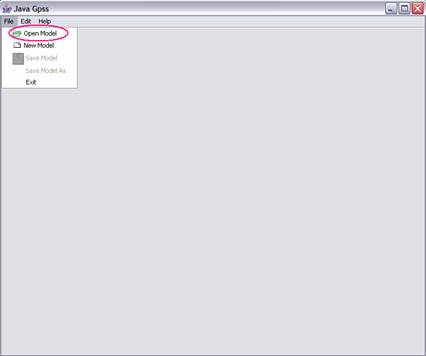 Java Gpss
File Edit Help
Open Model
New Model
Save Model
Save Model As
Exit